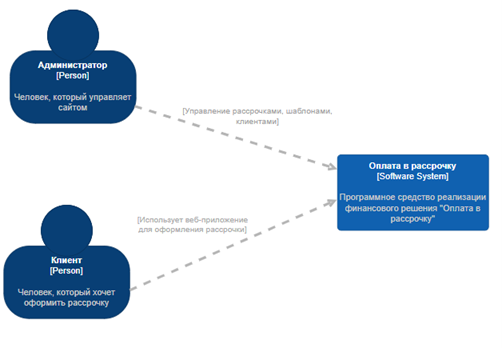 Администратор
[Person]
Человек, который управляет
сайтом
[Управление рассрочками, шаблонами,
клиентами]
Оплата в рассрочку
[Software System]
Программное средство реализации
финансового решения "Оплата в
рассрочку"
[Использует веб-приложение
для оформления рассрочки]
Клиент
[Person]
Человек, который хочет
оформить рассрочку